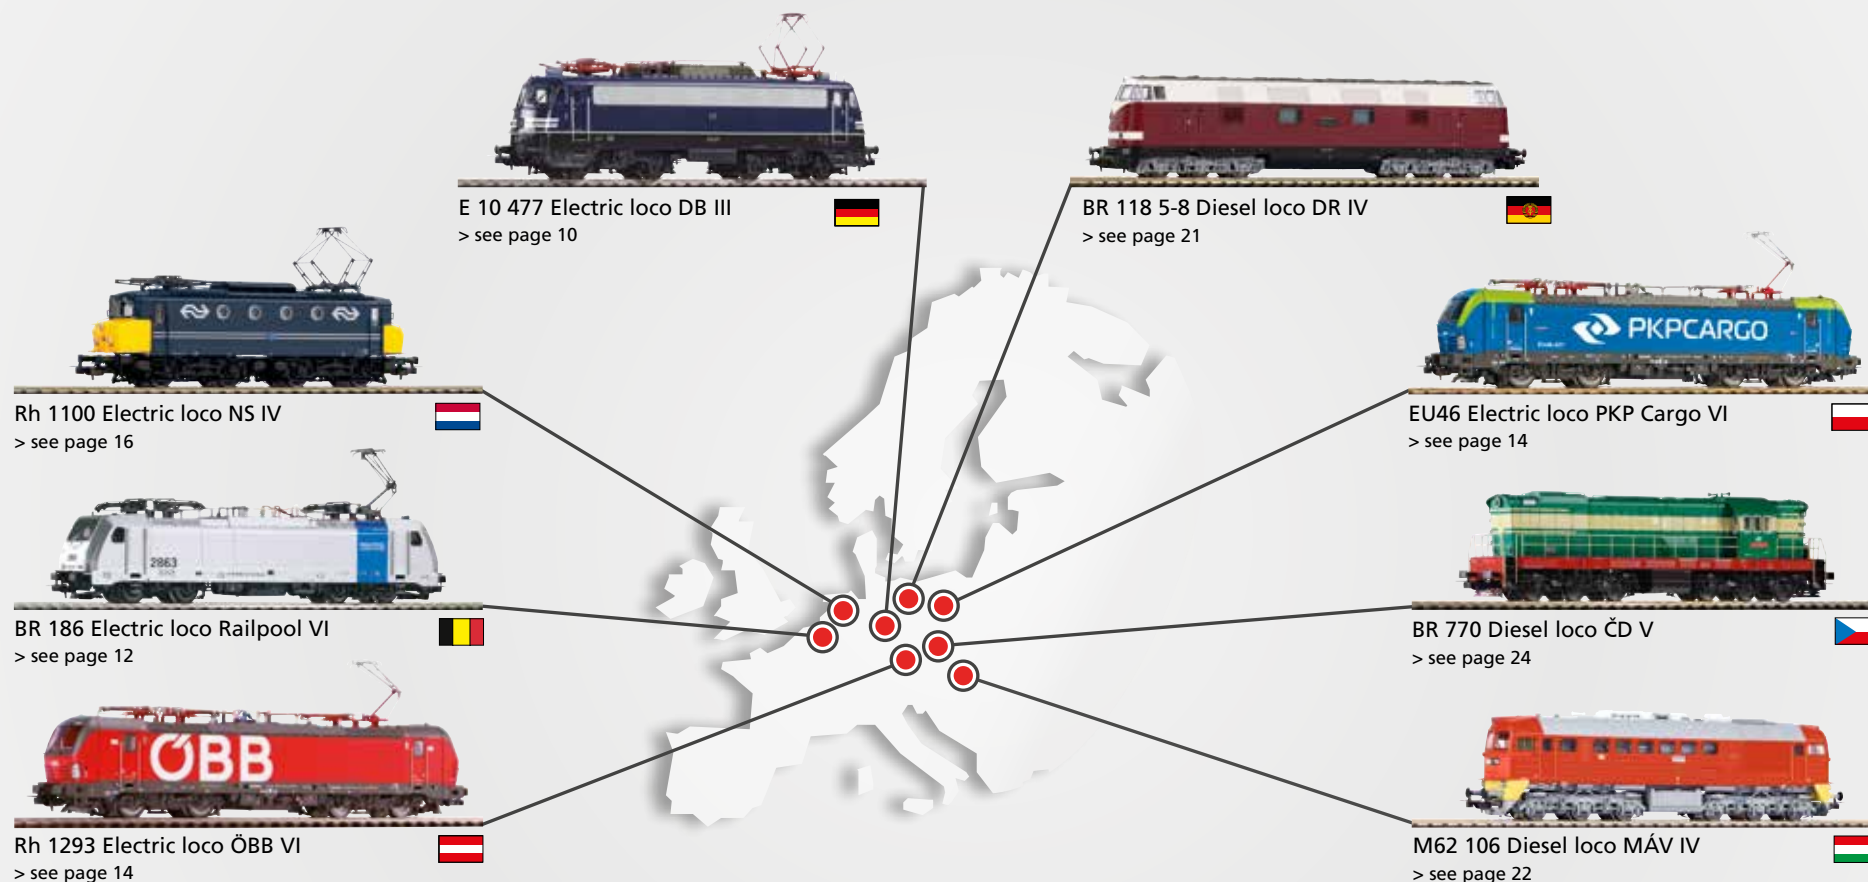 E 10 477 Electric loco DB III
> see page 10
BR 118 5-8 Diesel loco DR IV
> see page 21
Rh 1100 Electric loco NS IV
> see page 16
PKPCARGO
EU46 Electric loco PKP Cargo VI
> see page 14
2863
BR 186 Electric loco Railpool VI
> see page 12
BR 770 Diesel loco ČD V
> see page 24
ÖBB
Rh 1293 Electric loco ÖBB VI
> see page 14
M62 106 Diesel loco MÁV IV
> see page 22